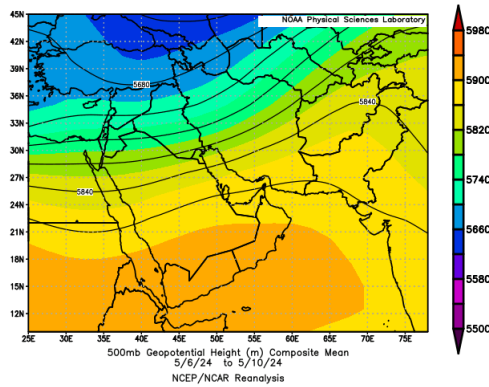 NOAA Physical Sciences Laboratory
45N
42N
39N
36N
33N
30N
27N
24N
21N
18N
15N
12N
5680
5840
5840
25E 30E 35E 40E 45E 50E 55E 60E 65E 70E 75E
5980
5900
5820
5740
5660
5580
5500
500mb Geopotential Height (m) Composite Mean
5/6/24 to 5/10/24
NCEP/NCAR Reanalysis